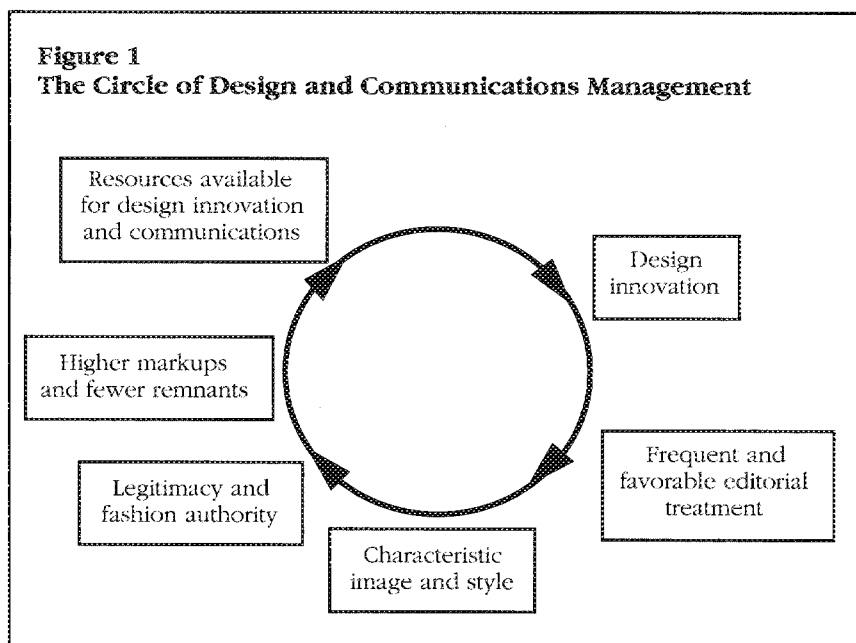 Figure 1
The Circle of Design and Communications Management
Resources available
for design innovation
and communications
Design
innovation
Higher markups
and fewer remnants
Frequent and
favorable editorial
treatment
Legitimacy and
fashion authority
Characteristic
image and style